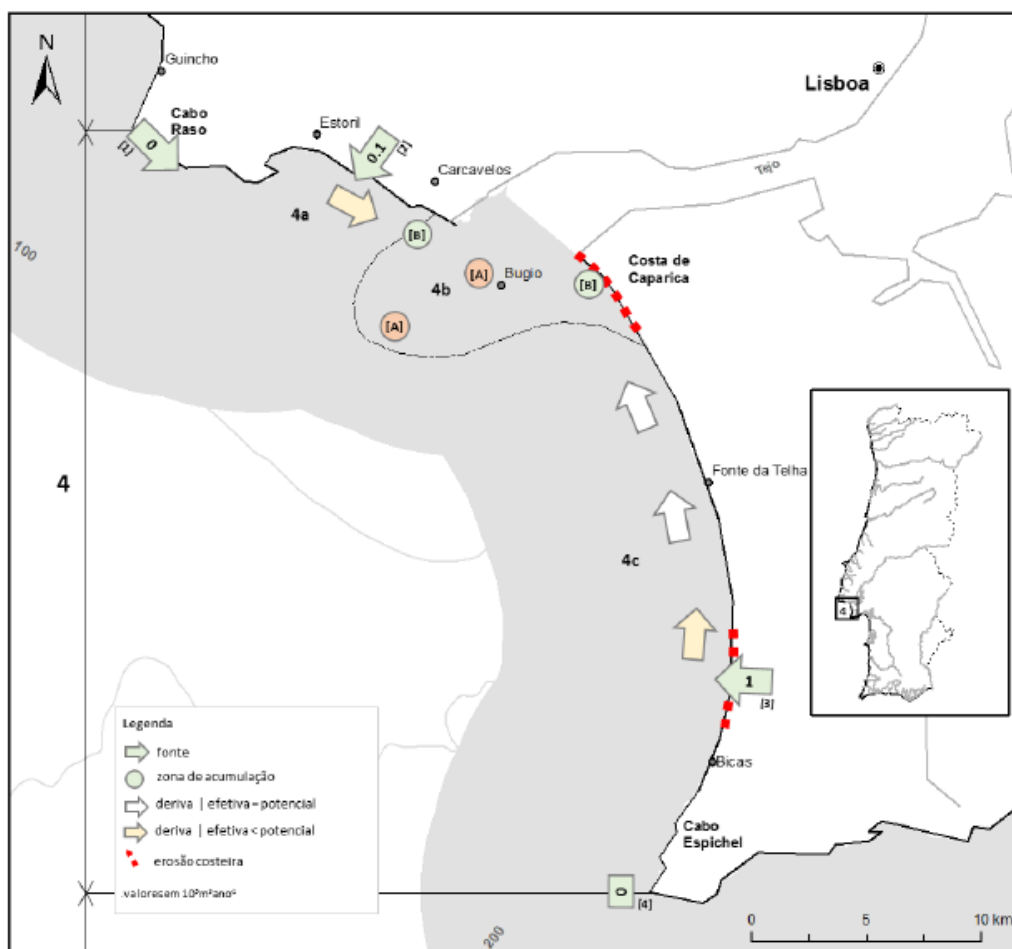 N
Guincho
Cabo
Raso
[1]
0
Estoril
0.1
[2]
Carcavelos
Lisboa
Tejo
4a
100
[B]
[A]
Bugio
4b
[A]
[B]
Costa de
Caparica
4
Fonte da Telha
4c
4
1
[3]
Bicas
Cabo
Espichel
0
[4]
200
Legenda
fonte
zona de acumulação
deriva | efetiva = potencial
deriva | efetiva < potencial
erosão costeira
0
5
10 km